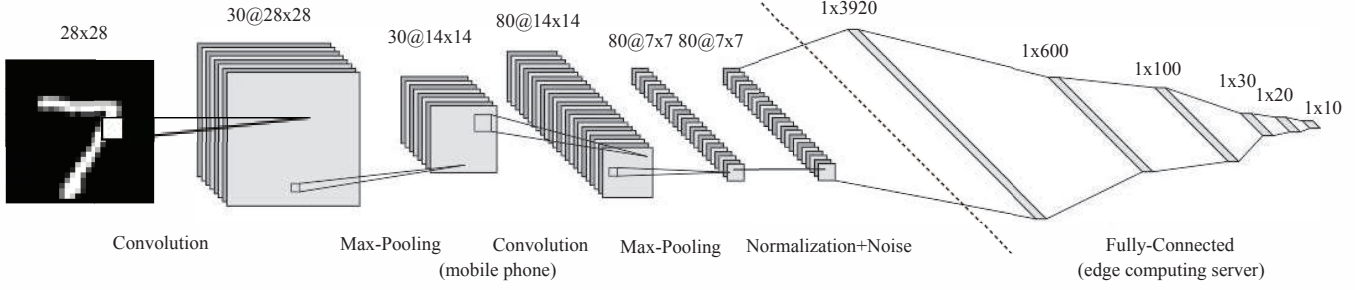 28x28
30@28x28
30@14x14
80@14x14
80@7x7 80@7x7
1x3920
1x600
1x100
1x30
1x20
1x10
Convolution
Max-Pooling
Convolution
Max-Pooling
Normalization+Noise
Fully-Connected
(mobile phone)
(edge computing server)